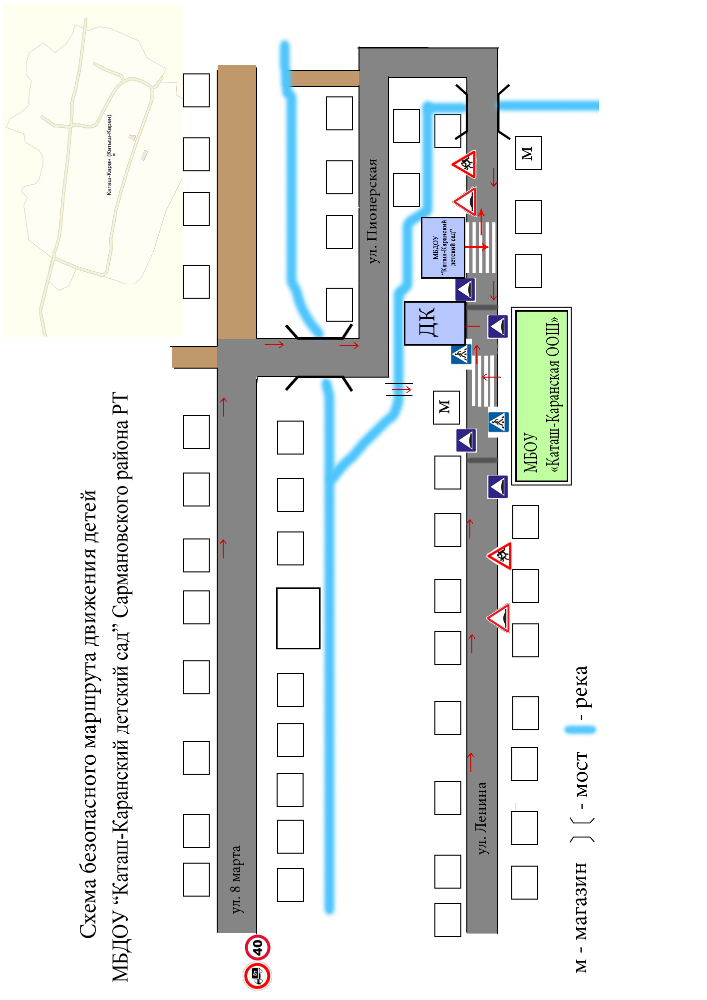 Схема безопасного маршрута движения детей
МБДОУ “Каташ-Каранский детский сад” Сармановского района РТ
Каташ-Каран (Катыш-Каран)
ул. 8 марта
40
8т
ул. Пионерская
МБДОУ
“Каташ-Каранский
детский сад”
ДК
м
м
ул. Ленина
МБОУ
«Каташ-Каранская ООШ»
м - магазин - мост - река